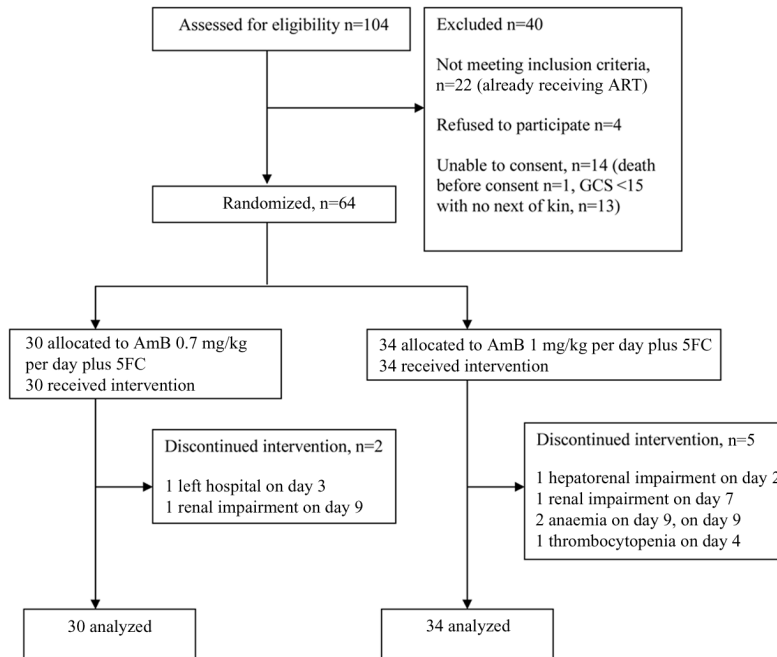 Assessed for eligibility n=104
Excluded n=40
Not meeting inclusion criteria,
n=22 (already receiving ART)
Refused to participate n=4
Unable to consent, n=14 (death
before consent n=1, GCS <15
with no next of kin, n=13)
Randomized, n=64
30 allocated to AmB 0.7 mg/kg
per day plus 5FC
30 received intervention
34 allocated to AmB 1 mg/kg per day plus 5FC
34 received intervention
Discontinued intervention, n=2
1 left hospital on day 3
1 renal impairment on day 9
Discontinued intervention, n=5
1 hepatorenal impairment on day 2
1 renal impairment on day 7
2 anaemia on day 9, on day 9
1 thrombocytopenia on day 4
30 analyzed
34 analyzed